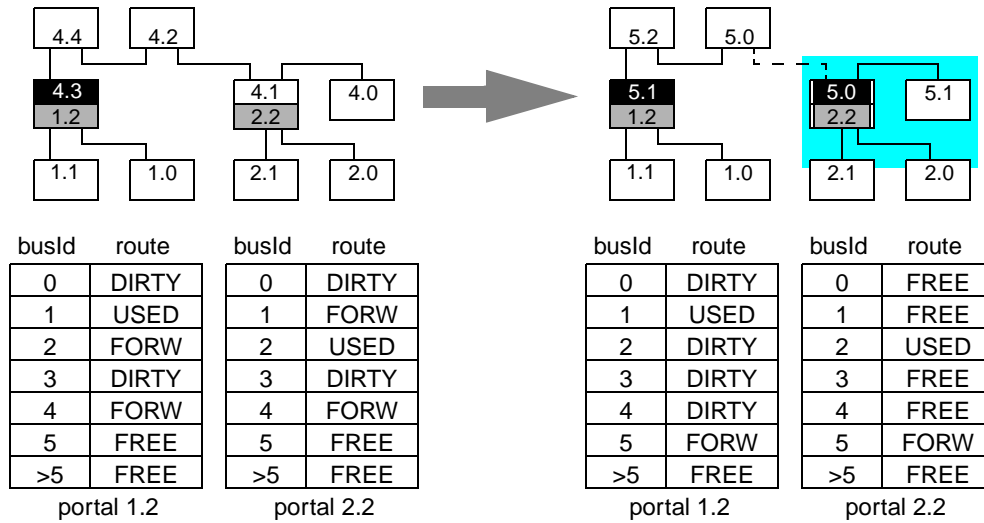 4.4 4.2 5.2 5.0
4.3 4.1 4.0 5.1 5.0 5.1
1.2 2.2 1.2 2.2
1.1 1.0 2.1 2.0 1.1 1.0 2.1 2.0
busId route busId route busId route busId route
0 DIRTY 0 DIRTY 0 DIRTY 0 FREE
1 USED 1 FORW 1 USED 1 FREE
2 FORW 2 USED 2 DIRTY 2 USED
3 DIRTY 3 DIRTY 3 DIRTY 3 FREE
4 FORW 4 FORW 4 DIRTY 4 FREE
5 FREE 5 FREE 5 FORW 5 FORW
>5 FREE >5 FREE >5 FREE >5 FREE
portal 1.2 portal 2.2 portal 1.2 portal 2.2